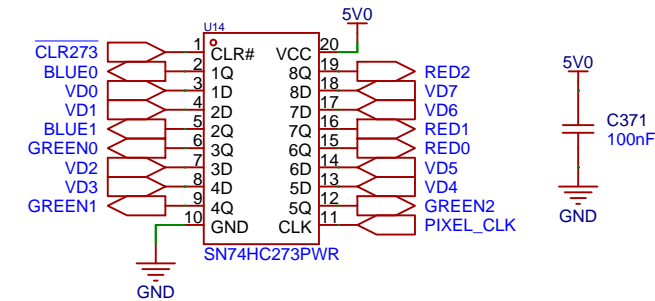 U14
5V0
CLR273 1 CLR# VCC 20
BLUE0 2 1Q 8Q 19 RED2
VD0 3 1D 8D 18 VD7
VD1 4 2D 7D 17 VD6
BLUE1 5 2Q 7Q 16 RED1
GREEN0 6 3Q 6Q 15 RED0
VD2 7 3D 6D 14 VD5
VD3 8 4D 5D 13 VD4
GREEN1 9 4Q 5Q 12 GREEN2
10 GND CLK 11 PIXEL_CLK
SN74HC273PWR
GND
5V0
C371
100nF
GND